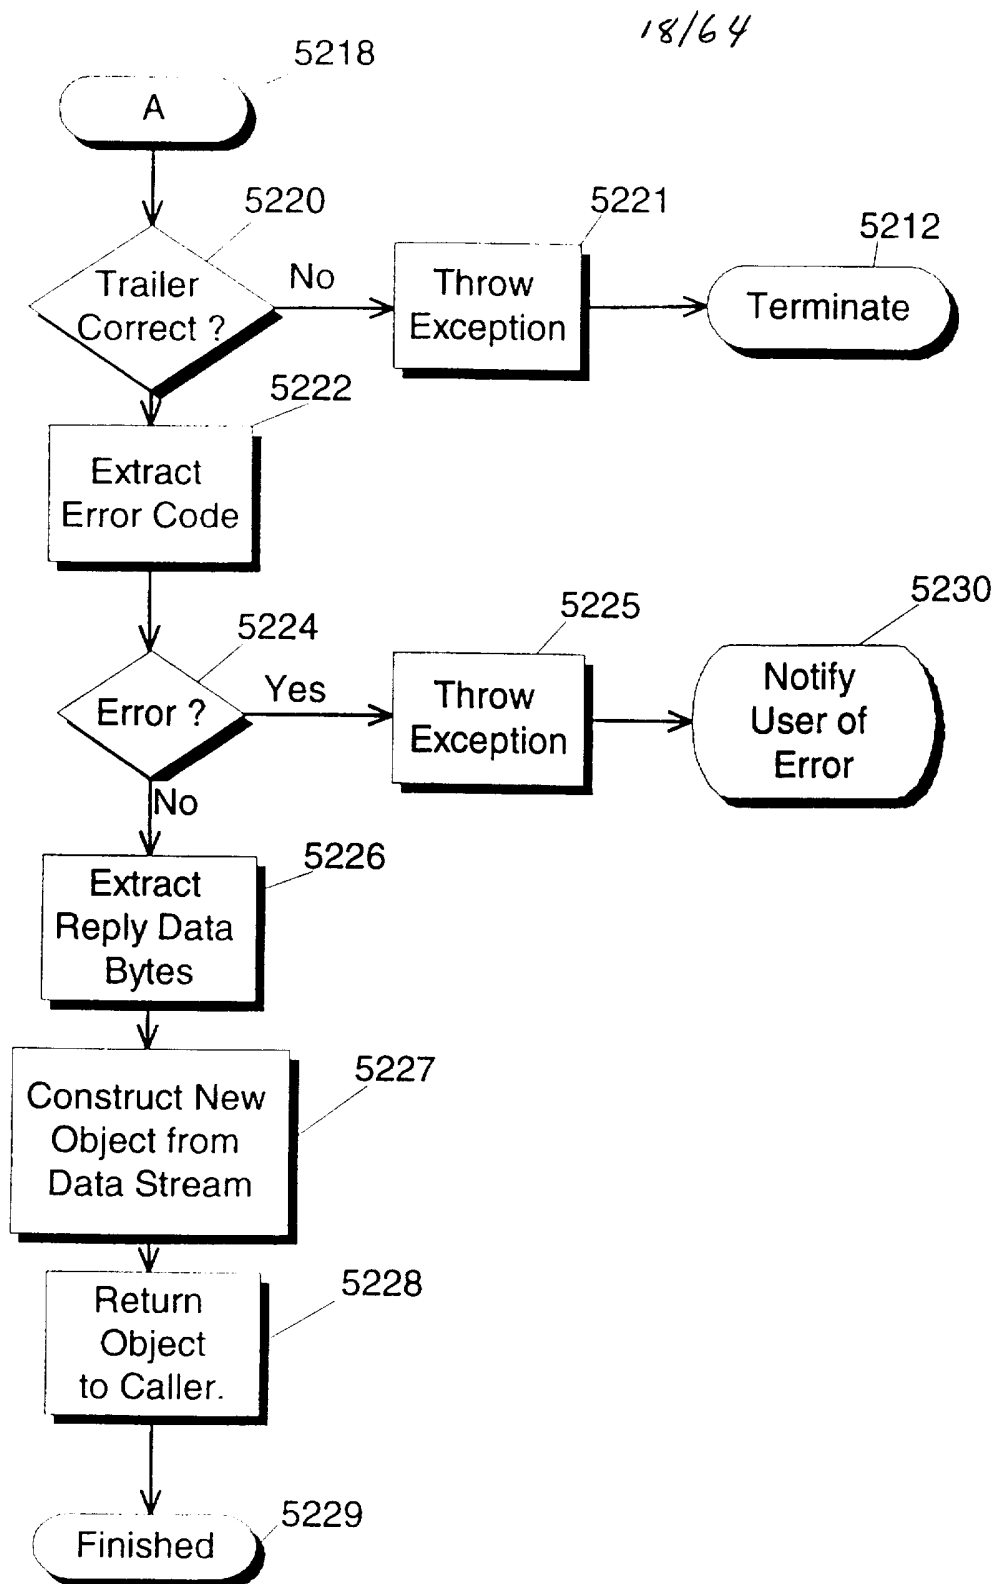 18/64
5218
A
5220
5221
5212
Trailer
Correct ?
No
Throw
Exception
Terminate
5222
Extract
Error Code
5224
5225
5230
Error ?
Yes
Throw
Exception
Notify
User of
Error
No
5226
Extract
Reply Data
Bytes
5227
Construct New
Object from
Data Stream
5228
Return
Object
to Caller.
5229
Finished